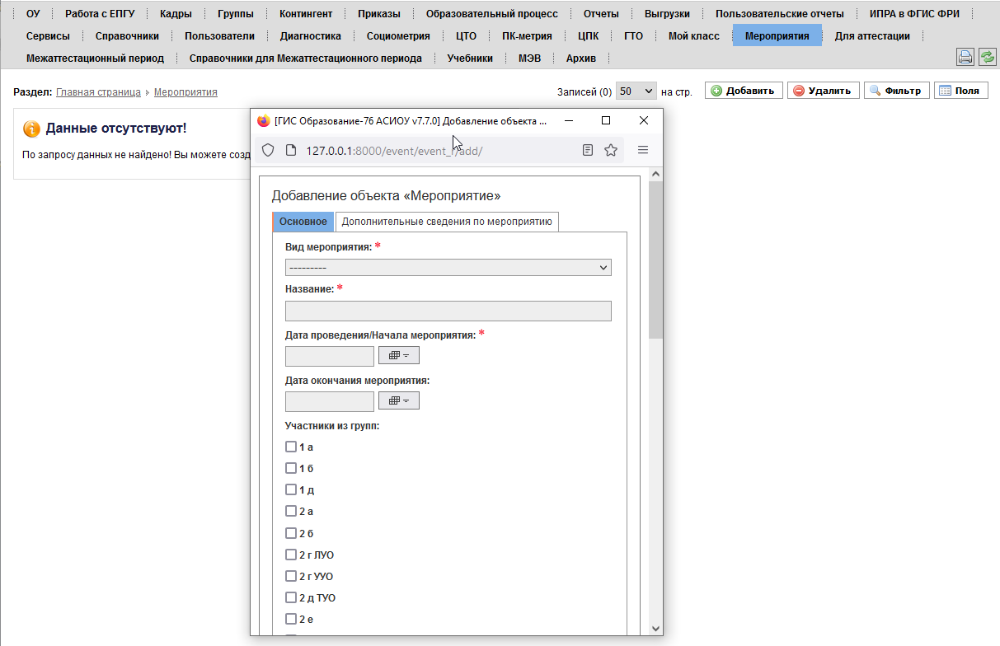 ОУ Работа с ЕПГУ Кадры Группы Контингент Приказы Образовательный процесс Отчеты Выгрузки Пользовательские отчеты ИПРА в ФГИС ФРИ
Сервисы Справочники Пользователи Диагностика Социометрия ЦТО ПК-метрия ЦПК ГТО Мой класс Мероприятия Для аттестации
Межаттестационный период Справочники для Межаттестационного периода Учебники МЭВ Архив
Раздел: Главная страница Мероприятия Записей (0) 50 на стр. Добавить Удалить Фильтр Поля
Данные отсутствуют!
По запросу данных не найдено! Вы можете созд
[ГИС Образование-76 АСИОУ v7.7.0] Добавление объекта ...
127.0.0.1:8000/event/event_r/add/
Добавление объекта «Мероприятие»
Основное Дополнительные сведения по мероприятию
Вид мероприятия: *
---------
Название: *
Дата проведения/Начала мероприятия: *
Дата окончания мероприятия:
Участники из групп:
1 а
1 б
1 д
2 а
2 б
2 г ЛУО
2 г УУО
2 д ТУО
2 е